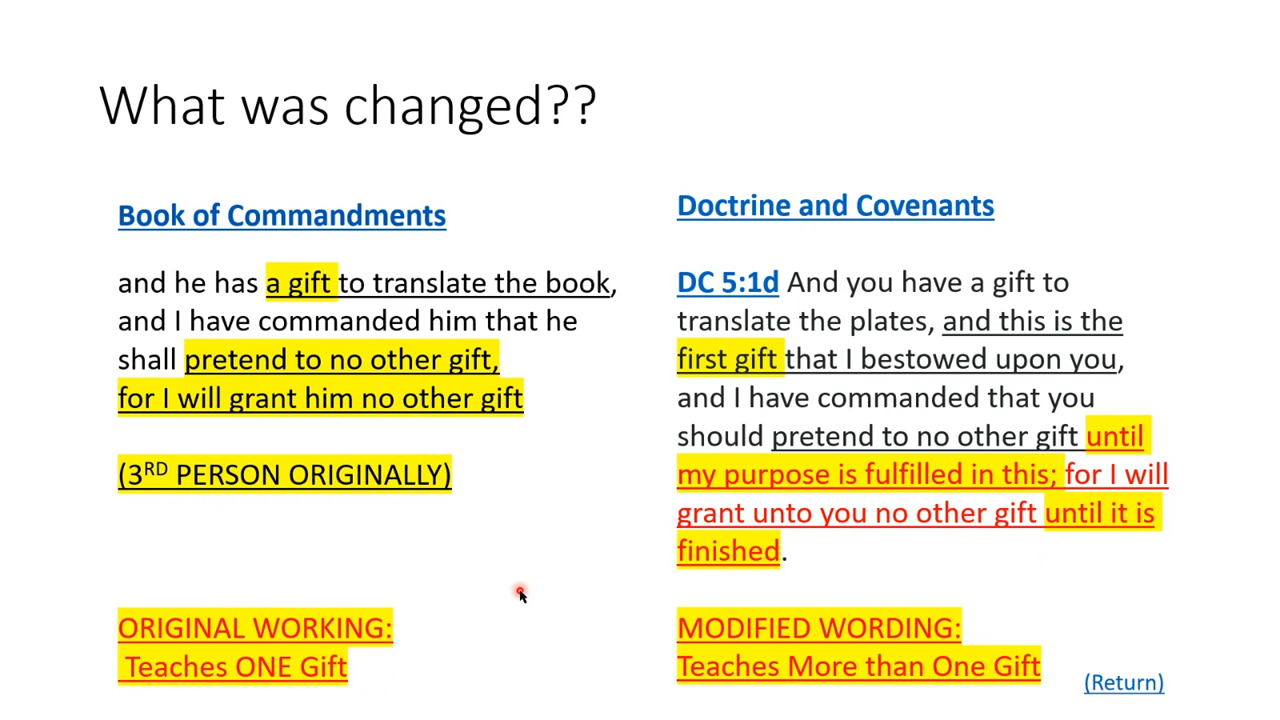 What was changed??
Book of Commandments
and he has a gift to translate the book,
and I have commanded him that he
shall pretend to no other gift,
for I will grant him no other gift
(3RD PERSON ORIGINALLY)
ORIGINAL WORKING:
Teaches ONE Gift
Doctrine and Covenants
DC 5:1d And you have a gift to
translate the plates, and this is the
first gift that I bestowed upon you,
and I have commanded that you
should pretend to no other gift until
my purpose is fulfilled in this; for I will
grant unto you no other gift until it is
finished.
MODIFIED WORDING:
Teaches More than One Gift
(Return)